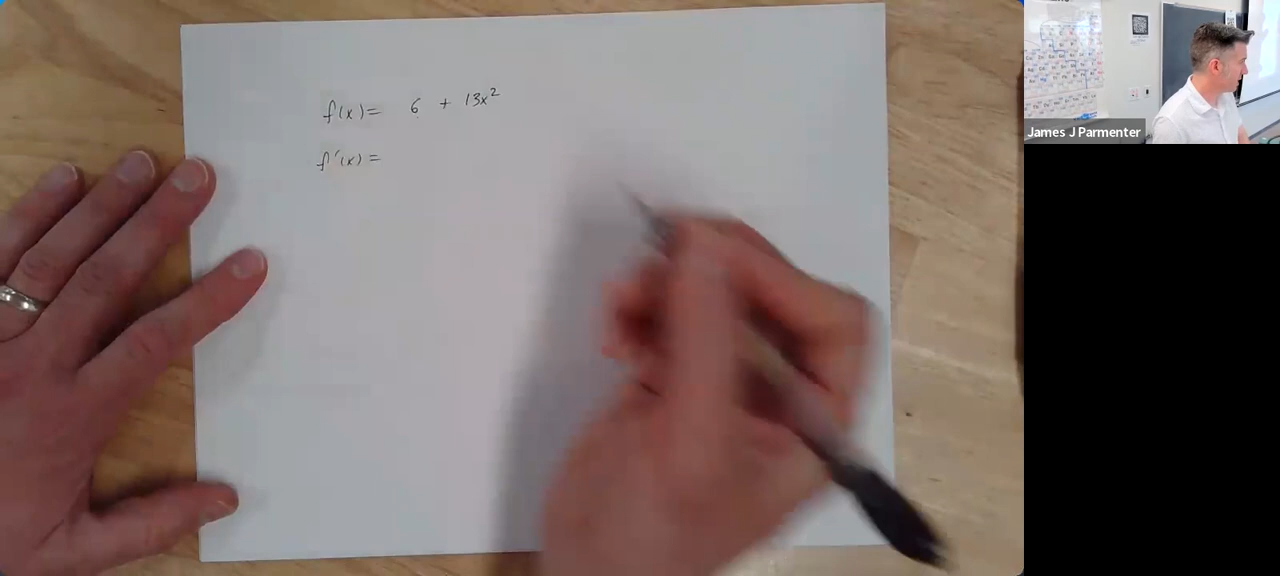 f(x) = 6 + 13x²
f'(x) =
James J Parmenter